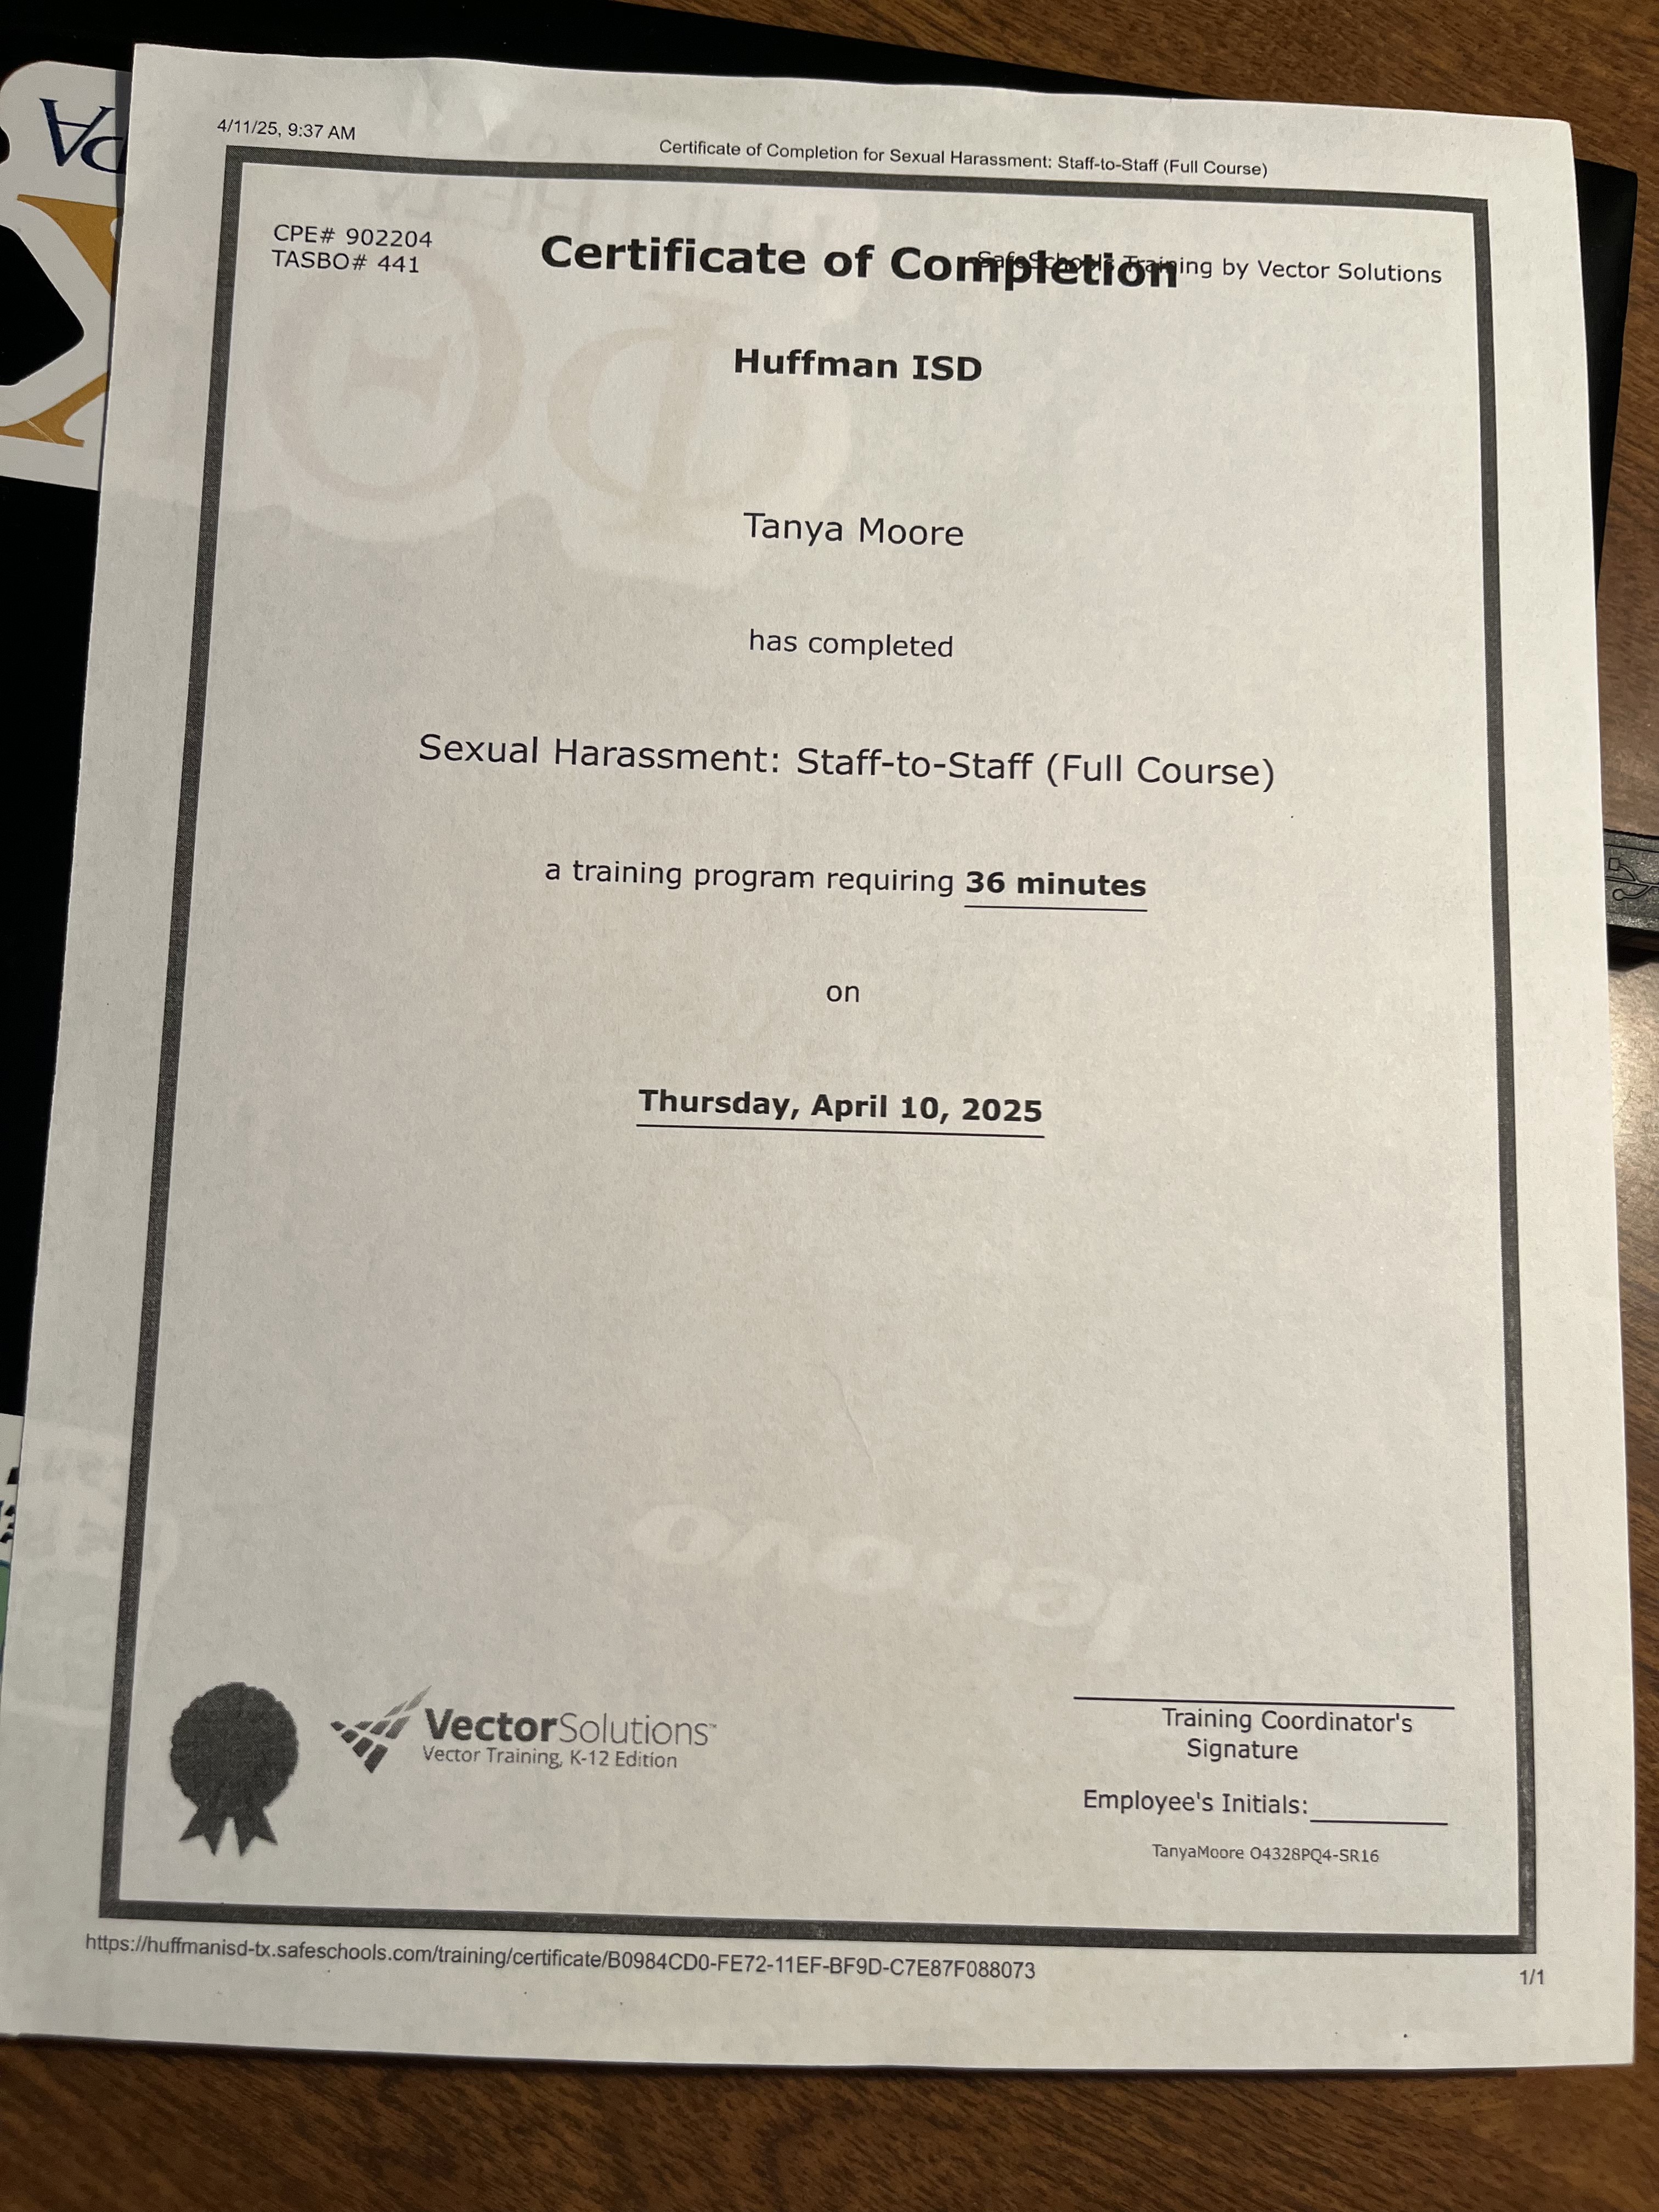 4/11/25, 9:37 AM
Certificate of Completion for Sexual Harassment: Staff-to-Staff (Full Course)
CPE# 902204
TASBO# 441
Certificate of Completion
SafeSchools Training by Vector Solutions
Huffman ISD
Tanya Moore
has completed
Sexual Harassment: Staff-to-Staff (Full Course)
a training program requiring 36 minutes
on
Thursday, April 10, 2025
lenovo
VectorSolutions™
Vector Training, K-12 Edition
Training Coordinator's
Signature
Employee's Initials:
TanyaMoore O4328PQ4-SR16
https://huffmanisd-tx.safeschools.com/training/certificate/B0984CD0-FE72-11EF-BF9D-C7E87F088073
1/1